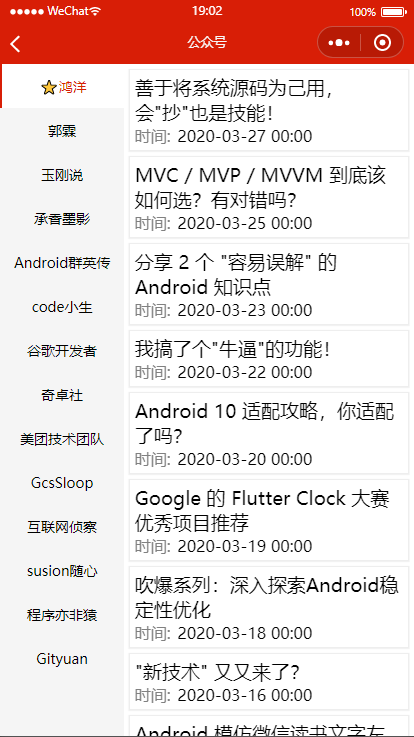 WeChat
19:02
100%
公众号
鸿洋
郭霖
玉刚说
承香墨影
Android群英传
code小生
谷歌开发者
奇卓社
美团技术团队
GcsSloop
互联网侦察
susion随心
程序亦非猿
Gityuan
善于将系统源码为己用，
会"抄"也是技能！
时间: 2020-03-27 00:00
MVC / MVP / MVVM 到底该
如何选？有对错吗？
时间: 2020-03-25 00:00
分享 2 个 "容易误解" 的
Android 知识点
时间: 2020-03-23 00:00
我搞了个"牛逼"的功能！
时间: 2020-03-22 00:00
Android 10 适配攻略，你适配
了吗？
时间: 2020-03-20 00:00
Google 的 Flutter Clock 大赛
优秀项目推荐
时间: 2020-03-19 00:00
吹爆系列：深入探索Android稳
定性优化
时间: 2020-03-18 00:00
"新技术" 又又来了？
时间: 2020-03-16 00:00
Android 模仿微信读书文字左